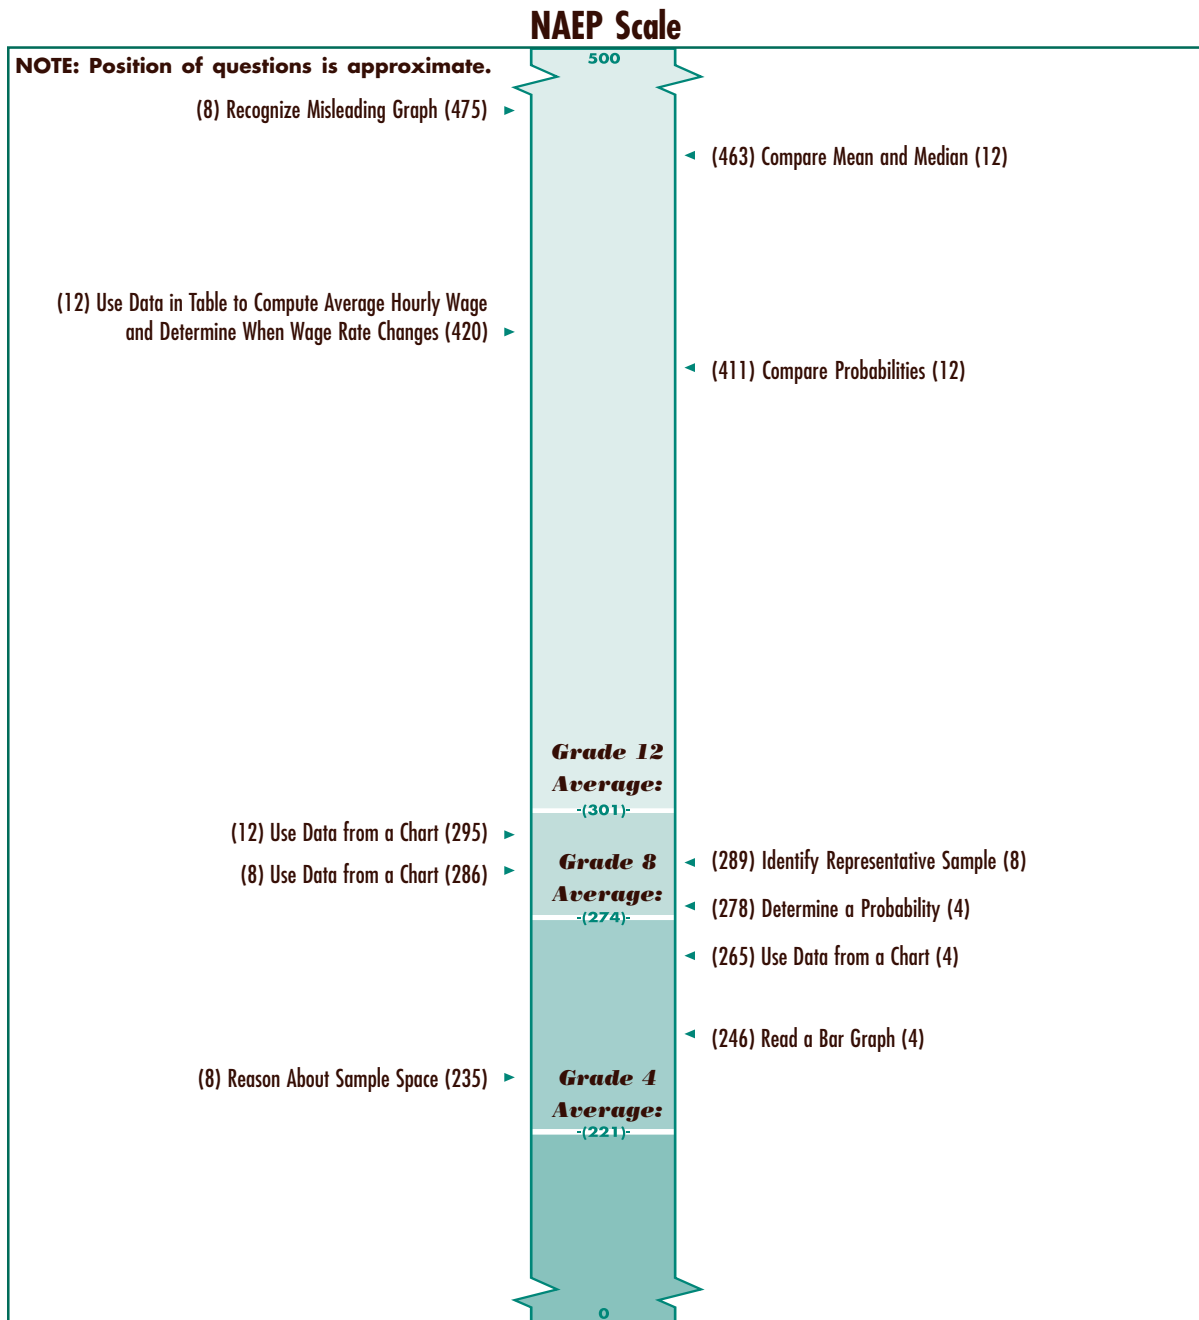 NAEP Scale
NOTE: Position of questions is approximate.
500
(8) Recognize Misleading Graph (475)
(463) Compare Mean and Median (12)
(12) Use Data in Table to Compute Average Hourly Wage
and Determine When Wage Rate Changes (420)
(411) Compare Probabilities (12)
Grade 12
Average:
-(301)-
(12) Use Data from a Chart (295)
(289) Identify Representative Sample (8)
(8) Use Data from a Chart (286)
Grade 8
Average:
(278) Determine a Probability (4)
-(274)-
(265) Use Data from a Chart (4)
(246) Read a Bar Graph (4)
(8) Reason About Sample Space (235)
Grade 4
Average:
-(221)-
0